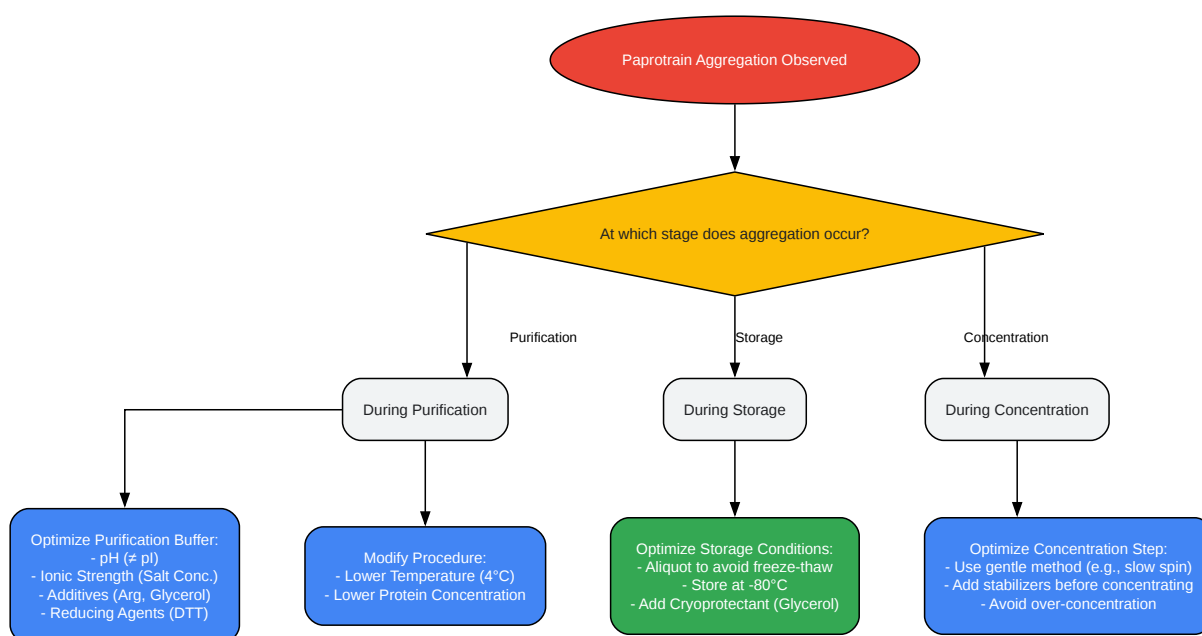 Paprotrain Aggregation Observed
At which stage does aggregation occur?
Purification
Storage
Concentration
During Purification
During Storage
During Concentration
Optimize Purification Buffer:
- pH (≠ pI)
- Ionic Strength (Salt Conc.)
- Additives (Arg, Glycerol)
- Reducing Agents (DTT)
Modify Procedure:
- Lower Temperature (4°C)
- Lower Protein Concentration
Optimize Storage Conditions:
- Aliquot to avoid freeze-thaw
- Store at -80°C
- Add Cryoprotectant (Glycerol)
Optimize Concentration Step:
- Use gentle method (e.g., slow spin)
- Add stabilizers before concentrating
- Avoid over-concentration